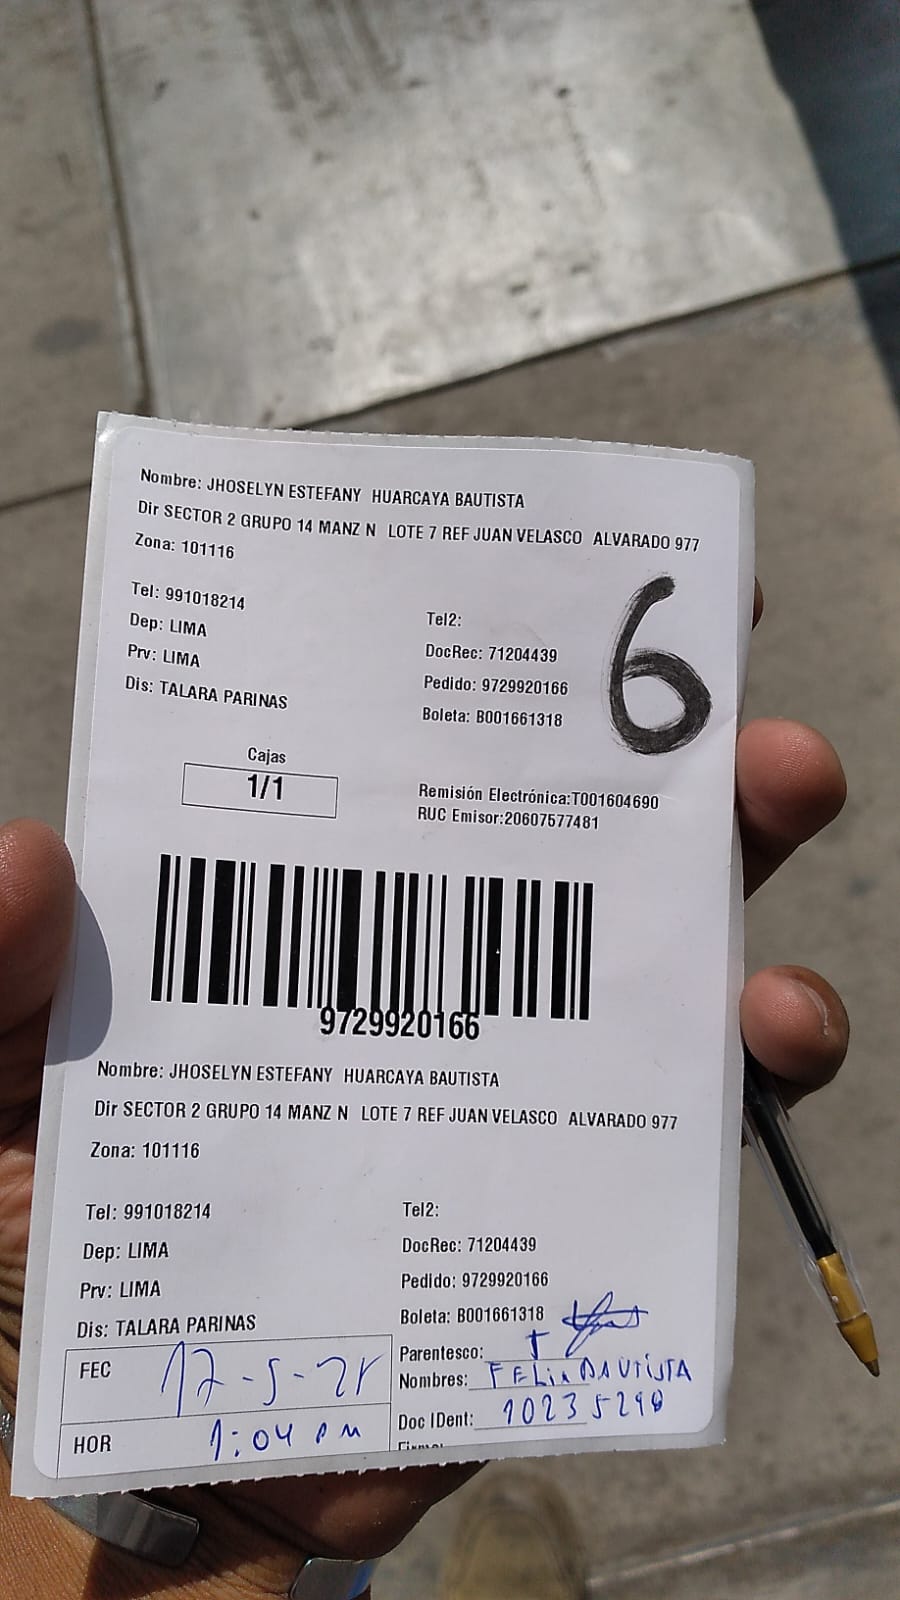 Nombre: JHOSELYN ESTEFANY HUARCAYA BAUTISTA
Dir SECTOR 2 GRUPO 14 MANZ N LOTE 7 REF JUAN VELASCO ALVARADO 977
Zona: 101116
6
Tel: 991018214
Tel2:
Dep: LIMA
DocRec: 71204439
Prv: LIMA
Pedido: 9729920166
Dis: TALARA PARINAS
Boleta: B001661318
Cajas
1/1
Remisión Electrónica:T001604690
RUC Emisor:20607577481
9729920166
Nombre: JHOSELYN ESTEFANY HUARCAYA BAUTISTA
Dir SECTOR 2 GRUPO 14 MANZ N LOTE 7 REF JUAN VELASCO ALVARADO 977
Zona: 101116
Tel: 991018214
Tel2:
Dep: LIMA
DocRec: 71204439
Prv: LIMA
Pedido: 9729920166
Dis: TALARA PARINAS
Boleta: B001661318
FEC
Parentesco:
Nombres: FELIX BAUTISTA
HOR 1:04 PM
Doc IDent: